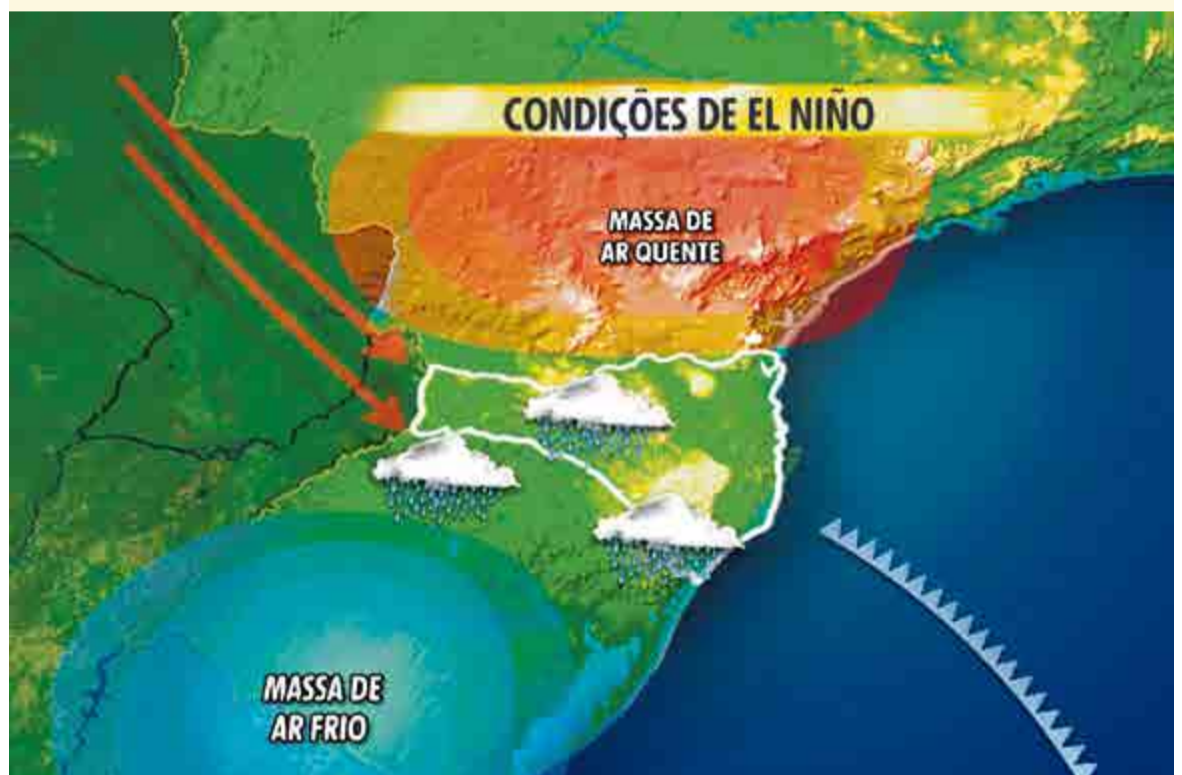 CONDIÇÕES DE EL NIÑO
MASSA DE
AR QUENTE
MASSA DE
AR FRIO